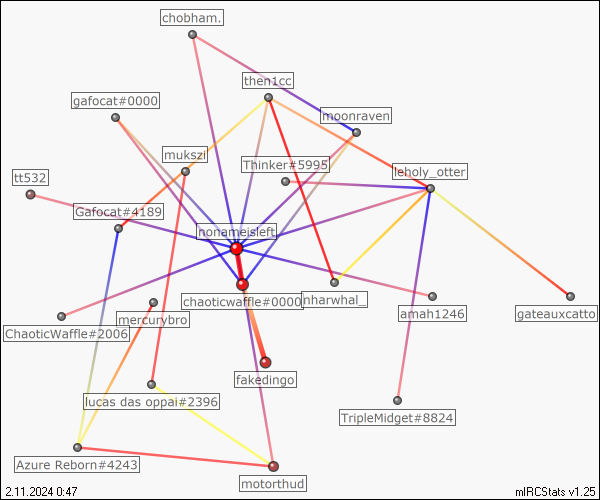 chobham.
then1cc
gafocat#0000
moonraven
mukszi
Thinker#5995
leholy_otter
tt532
Gafocat#4189
nonameisleft
chaoticwaffle#0000
nharwhal_
amah1246
gateauxcatto
mercurybro
ChaoticWaffle#2006
fakedingo
lucas das oppai#2396
TripleMidget#8824
Azure Reborn#4243
motorthud
2.11.2024 0:47
mIRCStats v1.25